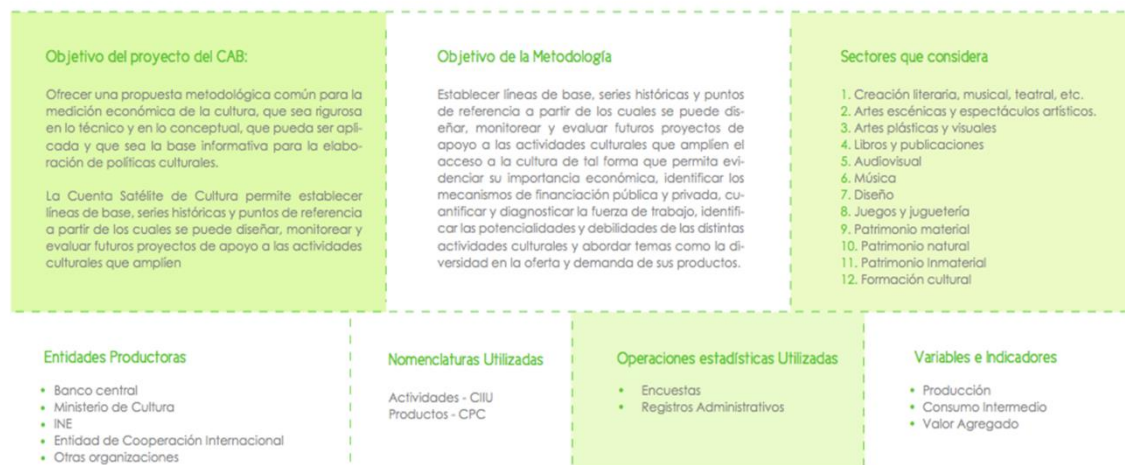 Objetivo del proyecto del CAB:
Ofrecer una propuesta metodológica común para la
medición económica de la cultura, que sea rigurosa
en lo técnico y en lo conceptual, que pueda ser apli-
cada y que sea la base informativa para la elabo-
ración de políticas culturales.
La Cuenta Satélite de Cultura permite establecer
líneas de base, series históricas y puntos de referencia
a partir de los cuales se puede diseñar, monitorear y
evaluar futuros proyectos de apoyo a las actividades
culturales que amplíen
Objetivo de la Metodología
Establecer líneas de base, series históricas y puntos
de referencia a partir de los cuales se puede dis-
eñar, monitorear y evaluar futuros proyectos de
apoyo a las actividades culturales que amplíen el
acceso a la cultura de tal forma que permita evi-
denciar su importancia económica, identificar los
mecanismos de financiación pública y privada, cu-
antificar y diagnosticar la fuerza de trabajo, identifi-
car las potencialidades y debilidades de las distintas
actividades culturales y abordar temas como la di-
versidad en la oferta y demanda de sus productos.
Sectores que considera
1. Creación literaria, musical, teatral, etc.
2. Artes escénicas y espectáculos artísticos.
3. Artes plásticas y visuales
4. Libros y publicaciones
5. Audiovisual
6. Música
7. Diseño
8. Juegos y juguetería
9. Patrimonio material
10. Patrimonio natural
11. Patrimonio Inmaterial
12. Formación cultural
Entidades Productoras
• Banco central
• Ministerio de Cultura
• INE
• Entidad de Cooperación Internacional
• Otras organizaciones
Nomenclaturas Utilizadas
Actividades - CIIU
Productos - CPC
Operaciones estadísticas Utilizadas
• Encuestas
• Registros Administrativos
Variables e Indicadores
• Producción
• Consumo Intermedio
• Valor Agregado